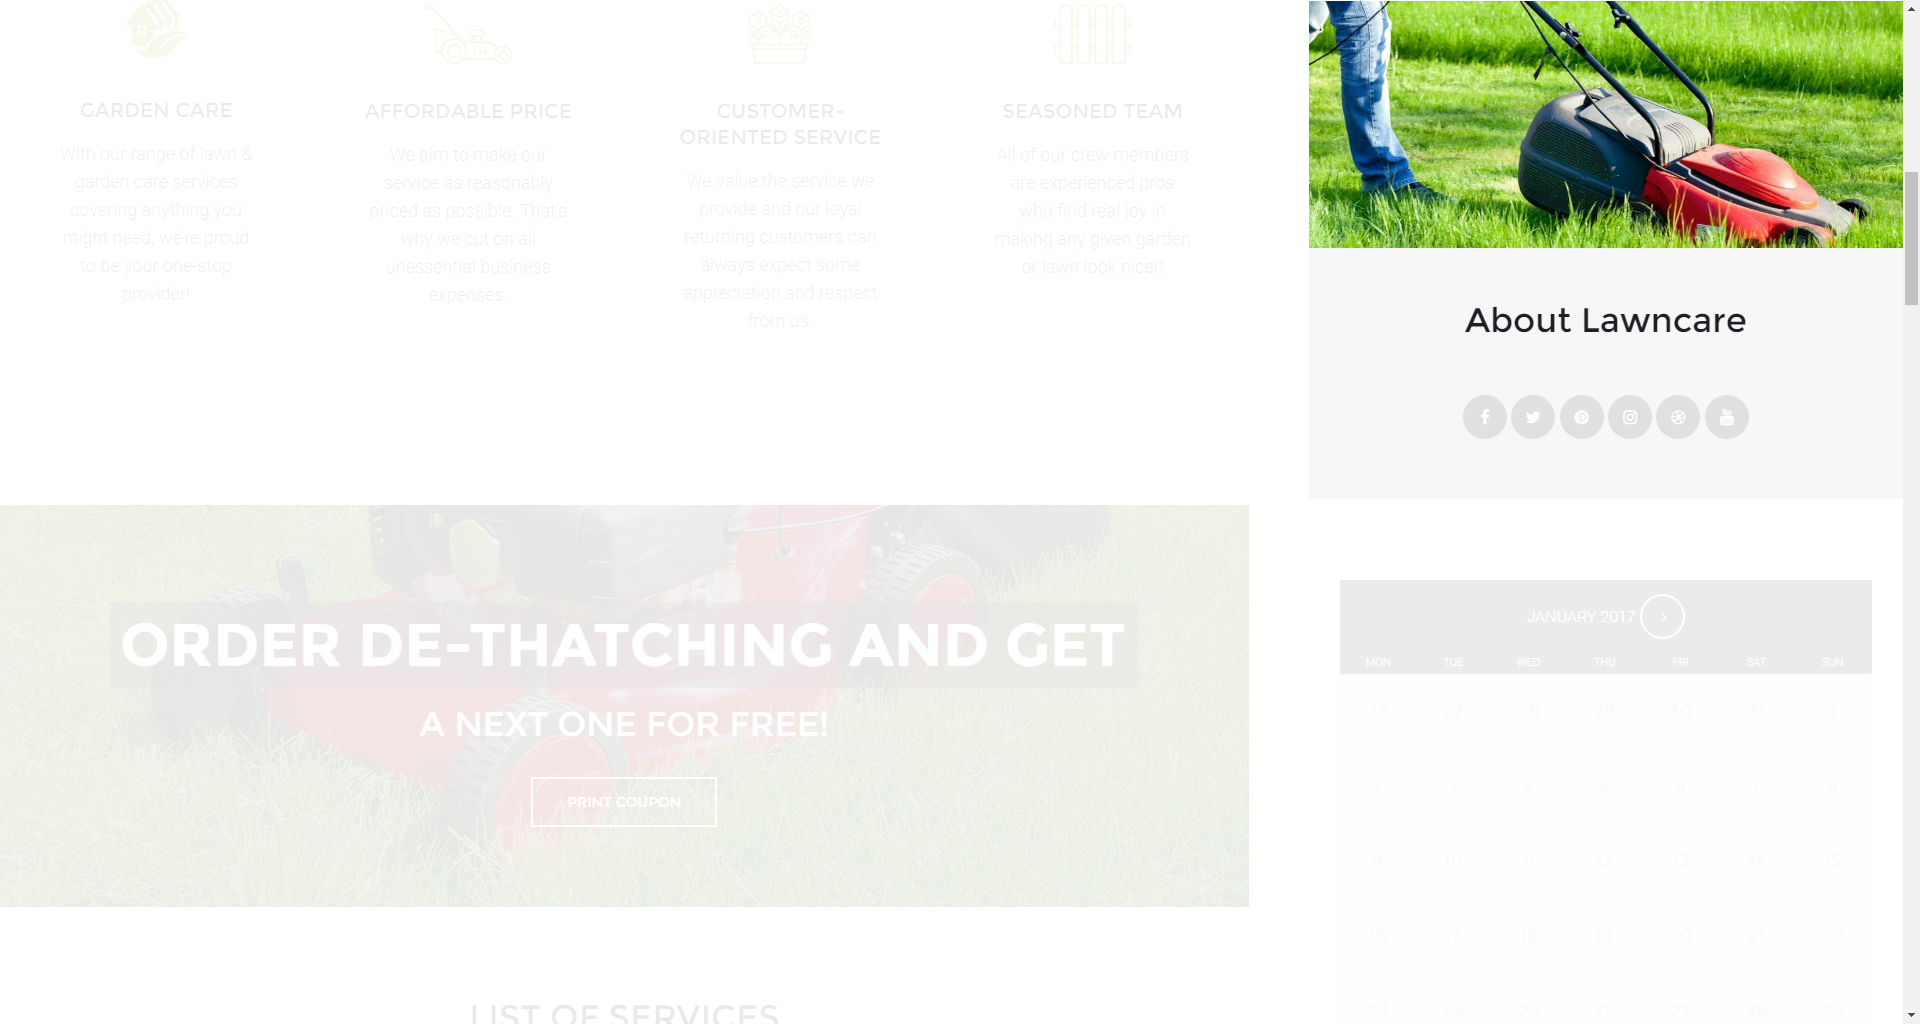 GARDEN CARE
With our range of lawn &
garden care services
covering anything you
might need, we're proud
to be your one-stop
provider!
AFFORDABLE PRICE
We aim to make our
service as reasonably
priced as possible. That's
why we cut on all
unessential business
expenses.
CUSTOMER-
ORIENTED SERVICE
We value the service we
provide and our loyal
returning customers can
always expect some
appreciation and respect
from us.
SEASONED TEAM
All of our crew members
are experienced pros
who find real joy in
making any given garden
or lawn look nicer!
ORDER DE-THATCHING AND GET
A NEXT ONE FOR FREE!
PRINT COUPON
LIST OF SERVICES
About Lawncare
JANUARY 2017
MON TUE WED THU FRI SAT SUN
26 27 28 29 30 31 1
2 3 4 5 6 7 8
9 10 11 12 13 14 15
16 17 18 19 20 21 22
23 24 25 26 27 28 29